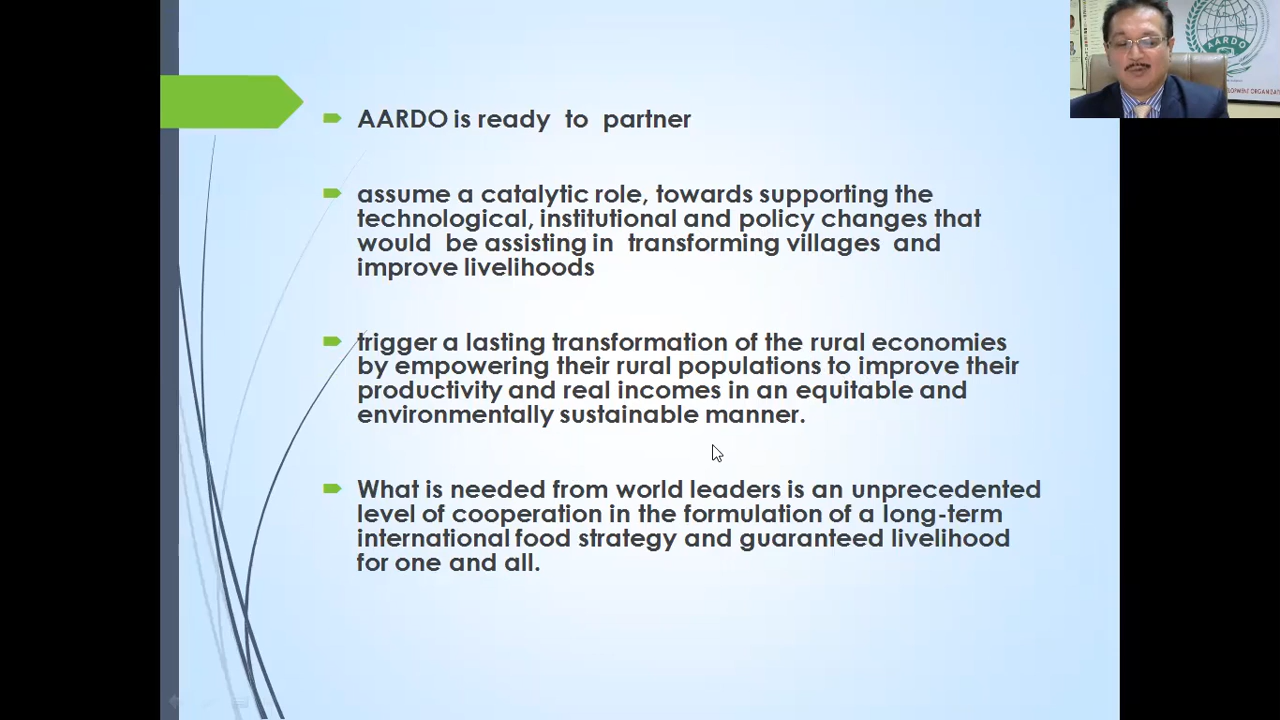 AARDO is ready to partner
assume a catalytic role, towards supporting the
technological, institutional and policy changes that
would be assisting in transforming villages and
improve livelihoods
trigger a lasting transformation of the rural economies
by empowering their rural populations to improve their
productivity and real incomes in an equitable and
environmentally sustainable manner.
What is needed from world leaders is an unprecedented
level of cooperation in the formulation of a long-term
international food strategy and guaranteed livelihood
for one and all.
AARDO
DEVELOPMENT ORGANIZAT